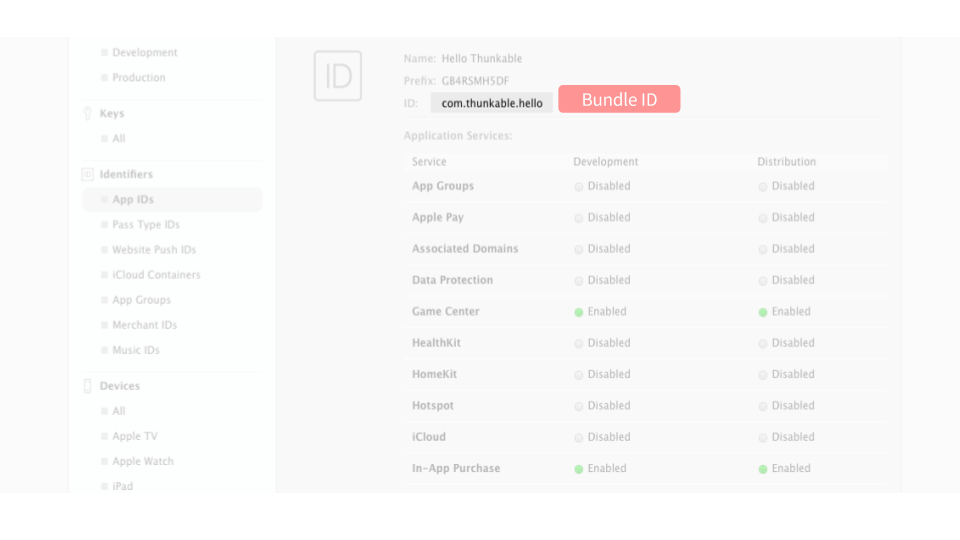 Development
Production
Keys
All
Identifiers
App IDs
Pass Type IDs
Website Push IDs
iCloud Containers
App Groups
Merchant IDs
Music IDs
Devices
All
Apple TV
Apple Watch
iPad
ID
Name: Hello Thunkable
Prefix: GB4RSMH5DF
ID: com.thunkable.hello Bundle ID
Application Services:
Service Development Distribution
App Groups Disabled Disabled
Apple Pay Disabled Disabled
Associated Domains Disabled Disabled
Data Protection Disabled Disabled
Game Center Enabled Enabled
HealthKit Disabled Disabled
HomeKit Disabled Disabled
Hotspot Disabled Disabled
iCloud Disabled Disabled
In-App Purchase Enabled Enabled